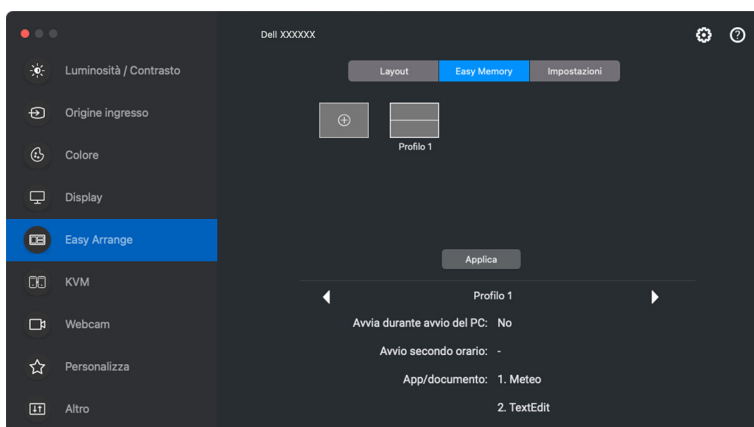 Dell XXXXXX
Luminosità / Contrasto
Origine ingresso
Colore
Display
Easy Arrange
KVM
Webcam
Personalizza
Altro
Layout Easy Memory Impostazioni
Profilo 1
Applica
Profilo 1
Avvia durante avvio del PC: No
Avvio secondo orario: -
App/documento: 1. Meteo
2. TextEdit